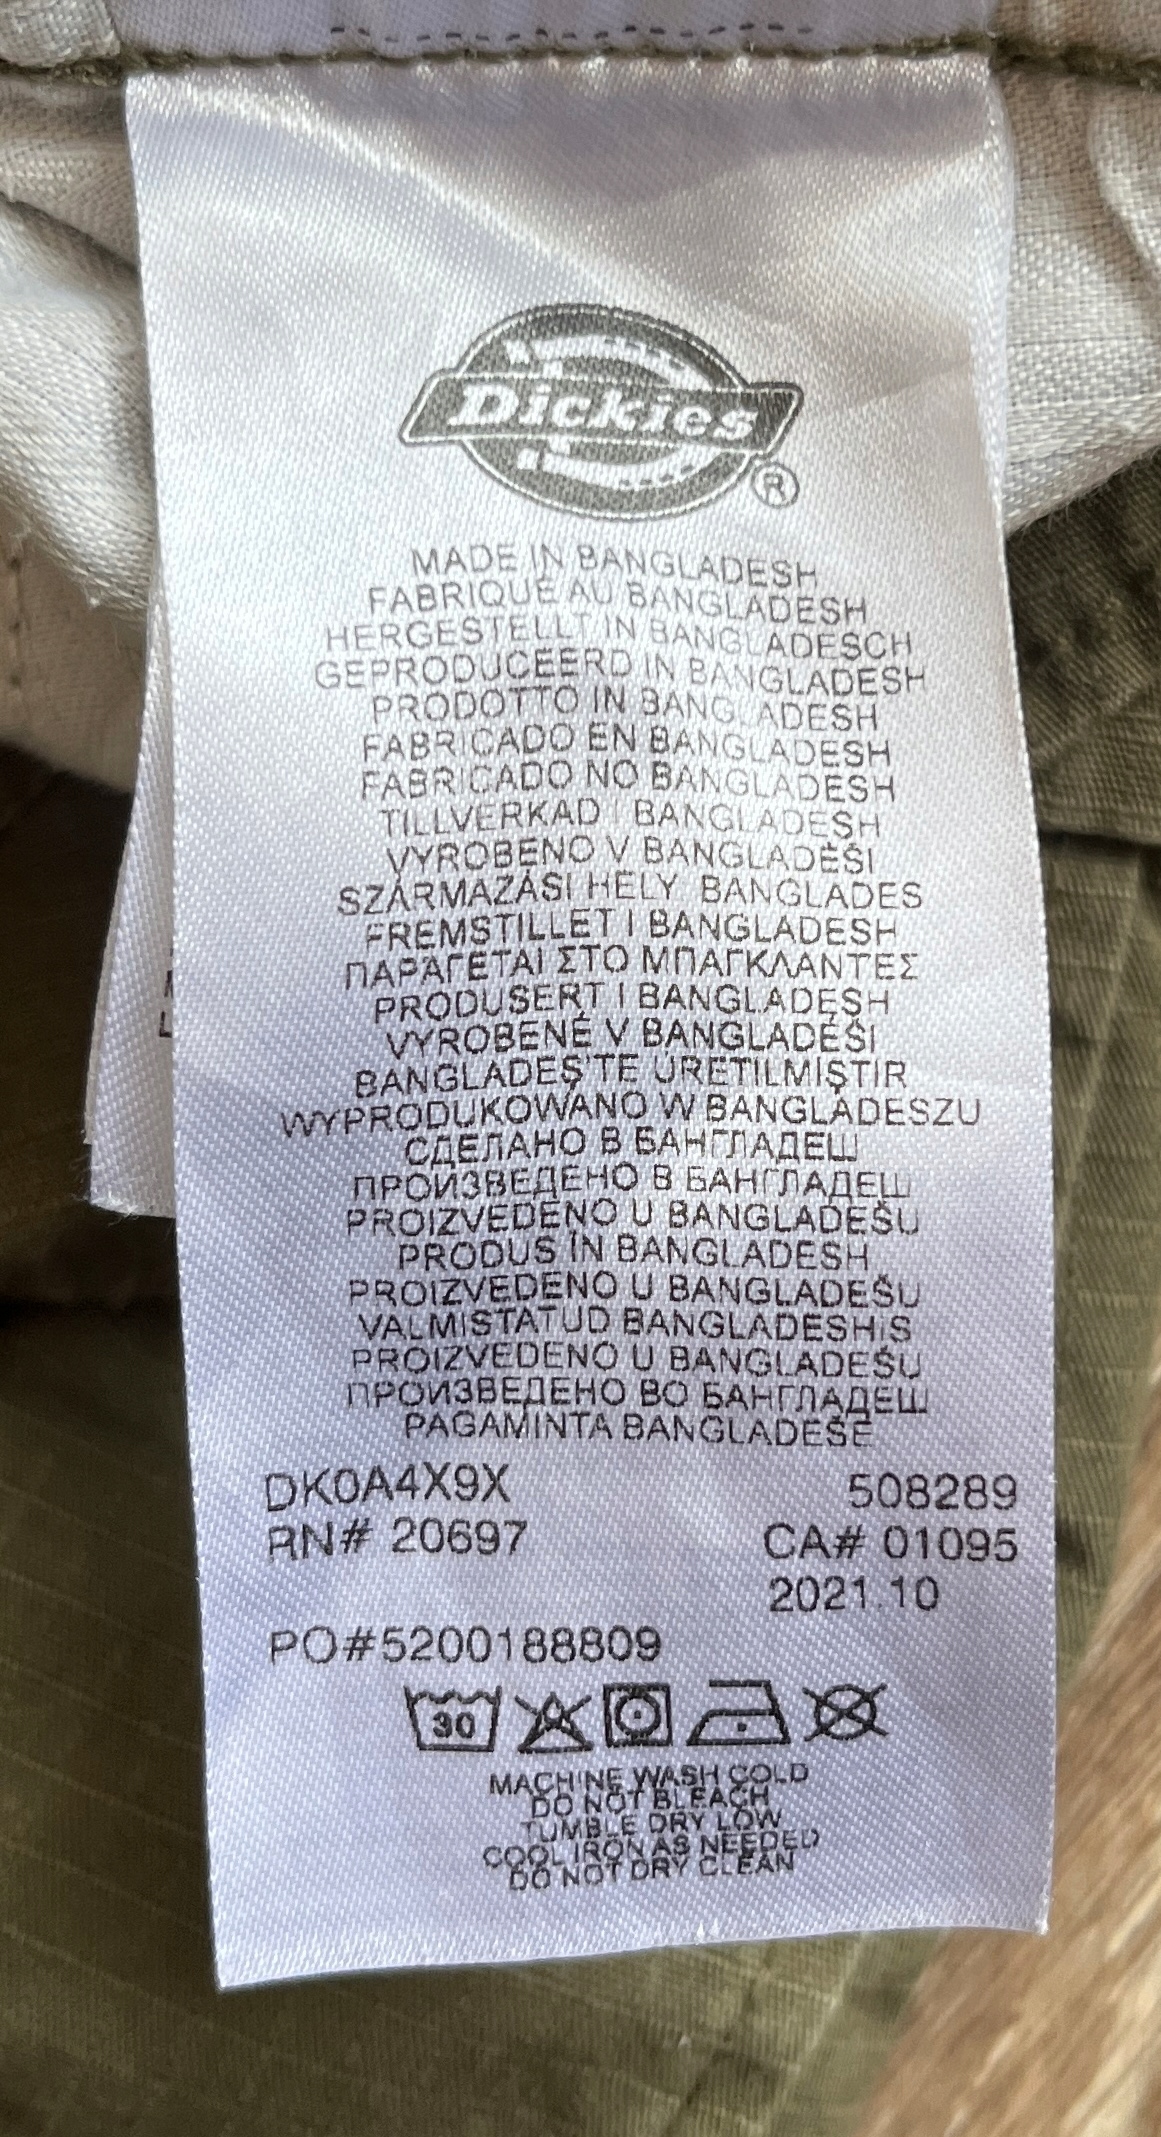 Dickies®
MADE IN BANGLADESH
FABRIQUÉ AU BANGLADESH
HERGESTELLT IN BANGLADESCH
GEPRODUCEERD IN BANGLADESH
PRODOTTO IN BANGLADESH
FABRICADO EN BANGLADESH
FABRICADO NO BANGLADESH
TILLVERKAD I BANGLADESH
VYROBENO V BANGLADÉŠI
SZÁRMAZÁSI HELY BANGLADES
FREMSTILLET I BANGLADESH
ΠΑΡΑΓΕΤΑΙ ΣΤΟ ΜΠΑΓΚΛΑΝΤΕΣ
PRODUSERT I BANGLADESH
VYROBENÉ V BANGLADÉŠI
BANGLADEŞ'TE ÜRETILMIŞTIR
WYPRODUKOWANO W BANGLADESZU
СДЕЛАНО В БАНГЛАДЕШ
ПРОИЗВЕДЕНО В БАНГЛАДЕШ
PROIZVEDENO U BANGLADEŠU
PRODUS ÎN BANGLADESH
PROIZVEDENO U BANGLADEŠU
VALMISTATUD BANGLADESHIS
PROIZVEDENO U BANGLADEŠU
ПРОИЗВЕДЕНО ВО БАНГЛАДЕШ
PAGAMINTA BANGLADEŠE
DK0A4X9X 508289
RN# 20697 CA# 01095
2021.10
PO#5200188809
30
MACHINE WASH COLD
DO NOT BLEACH
TUMBLE DRY LOW
COOL IRON AS NEEDED
DO NOT DRY CLEAN